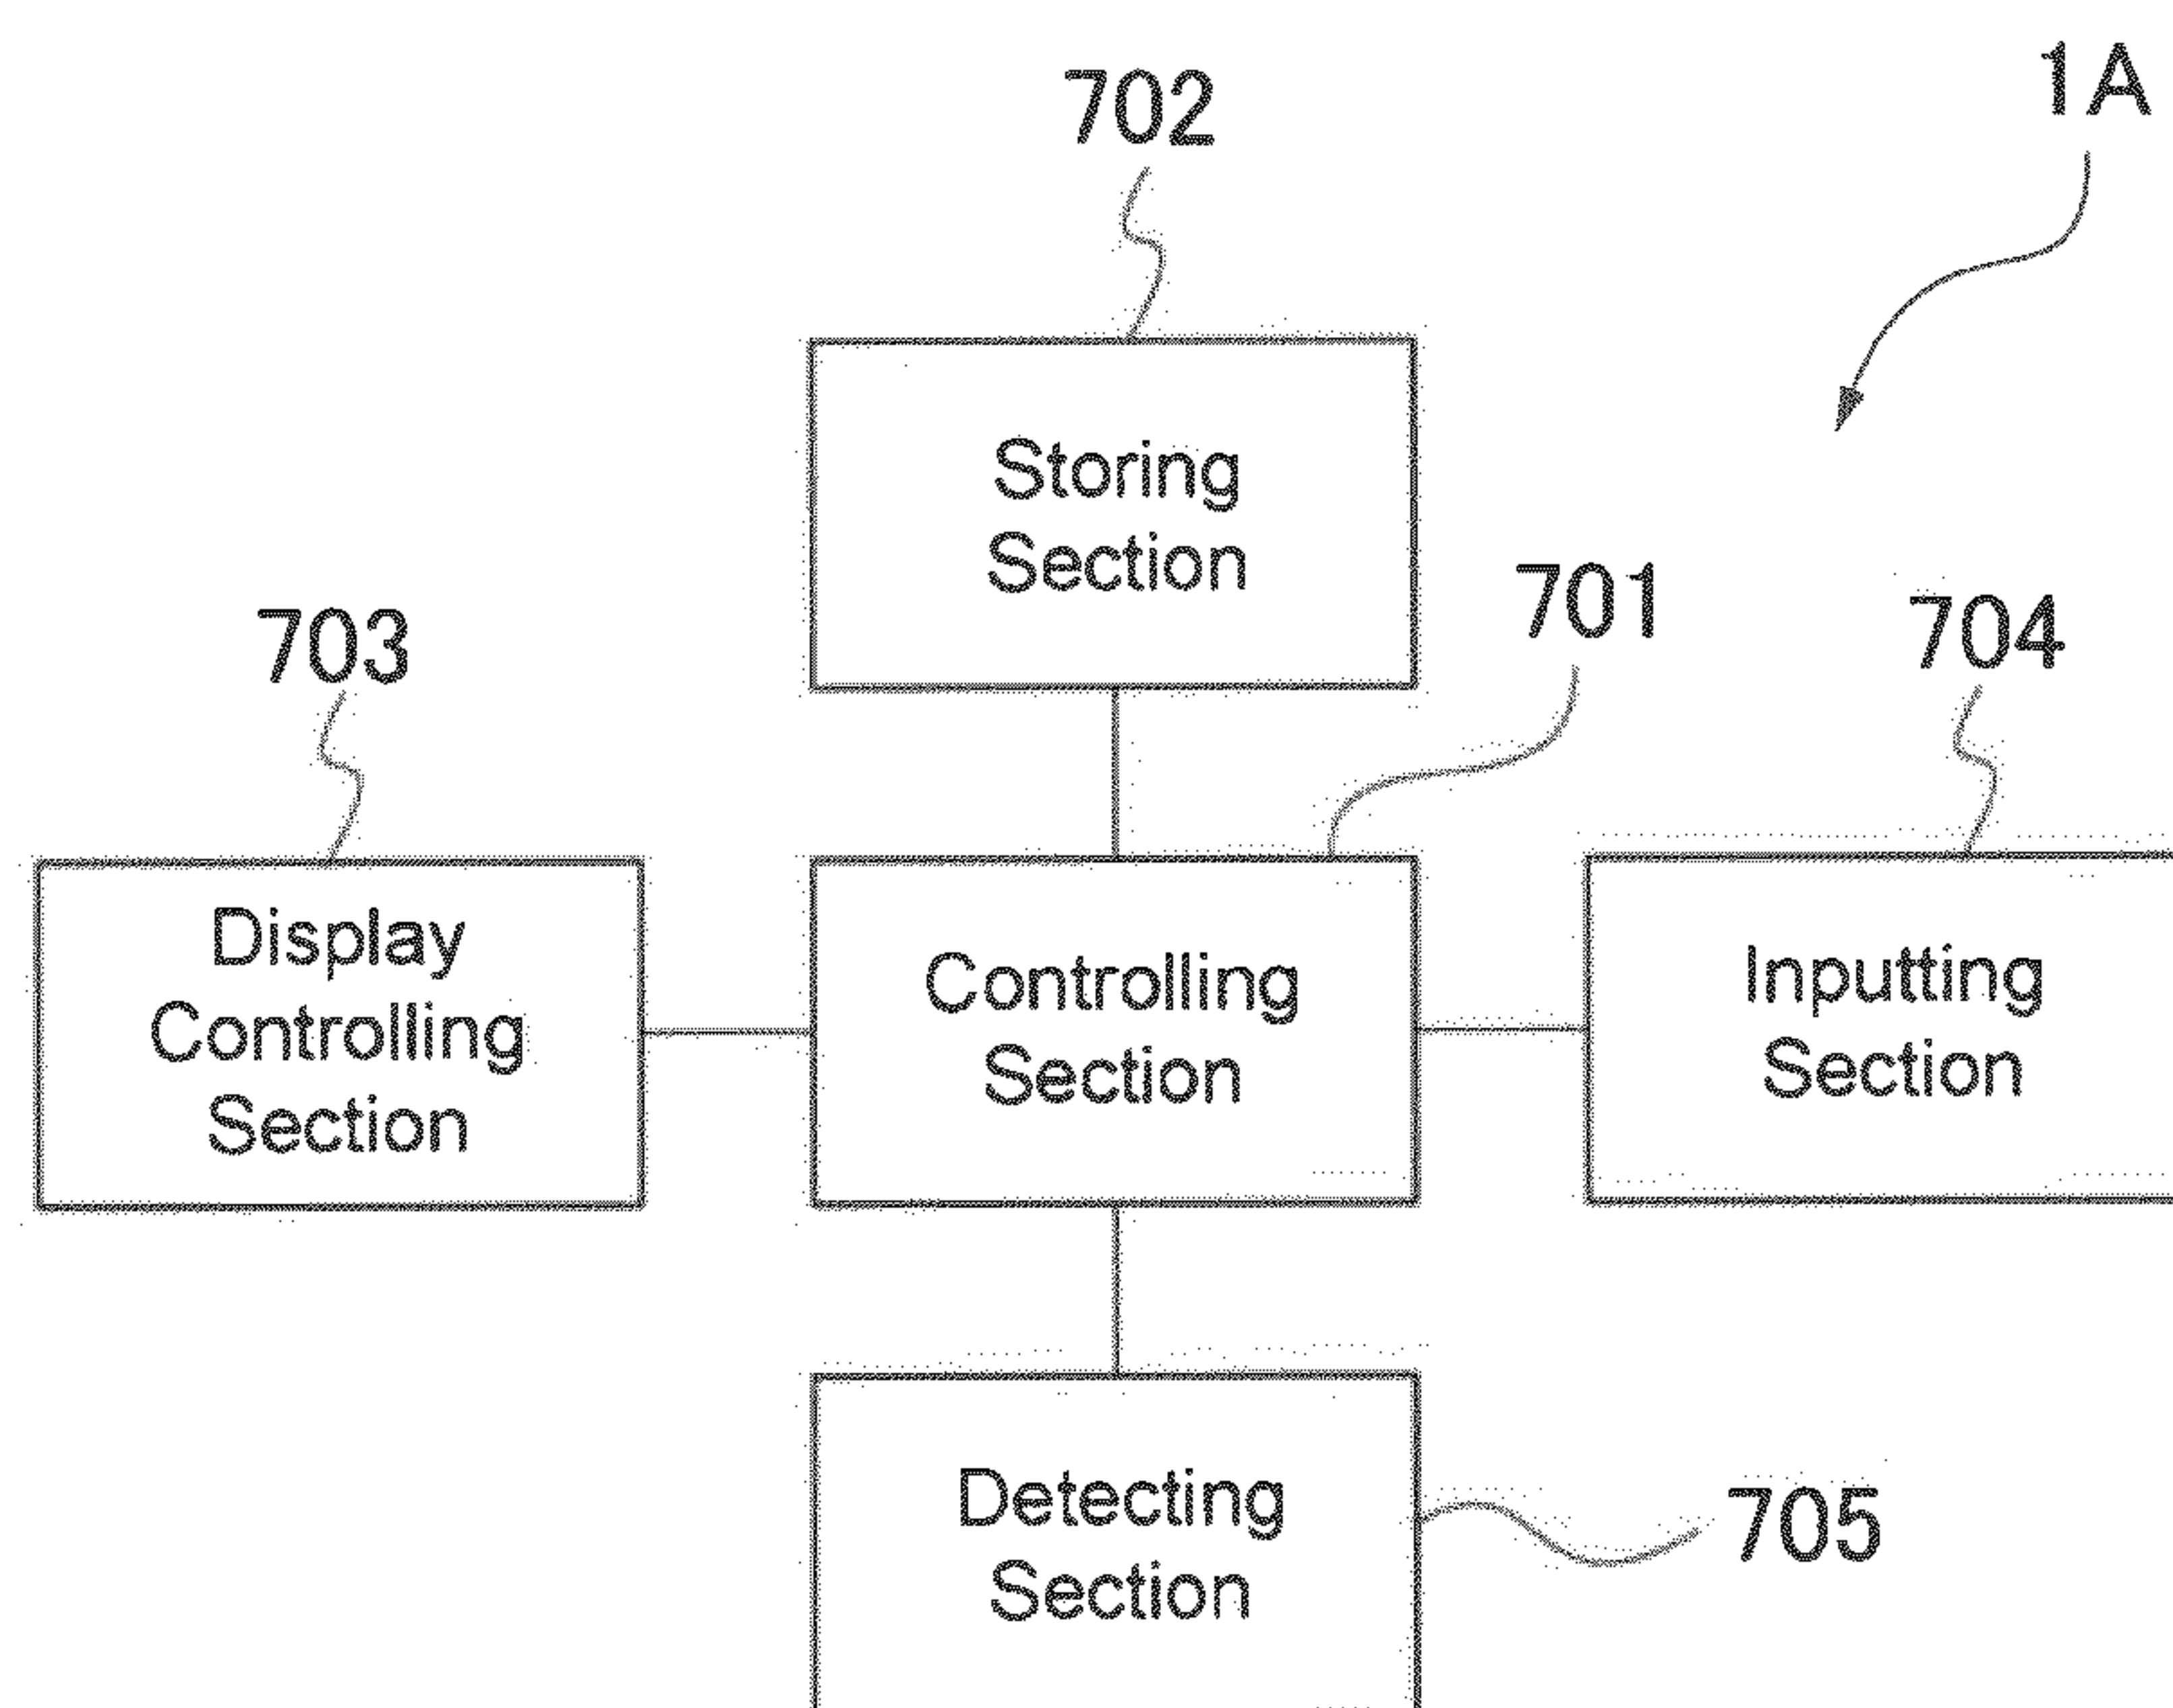 1A
702
Storing
Section
701
703
704
Display
Controlling
Section
Controlling
Section
Inputting
Section
Detecting
Section
705